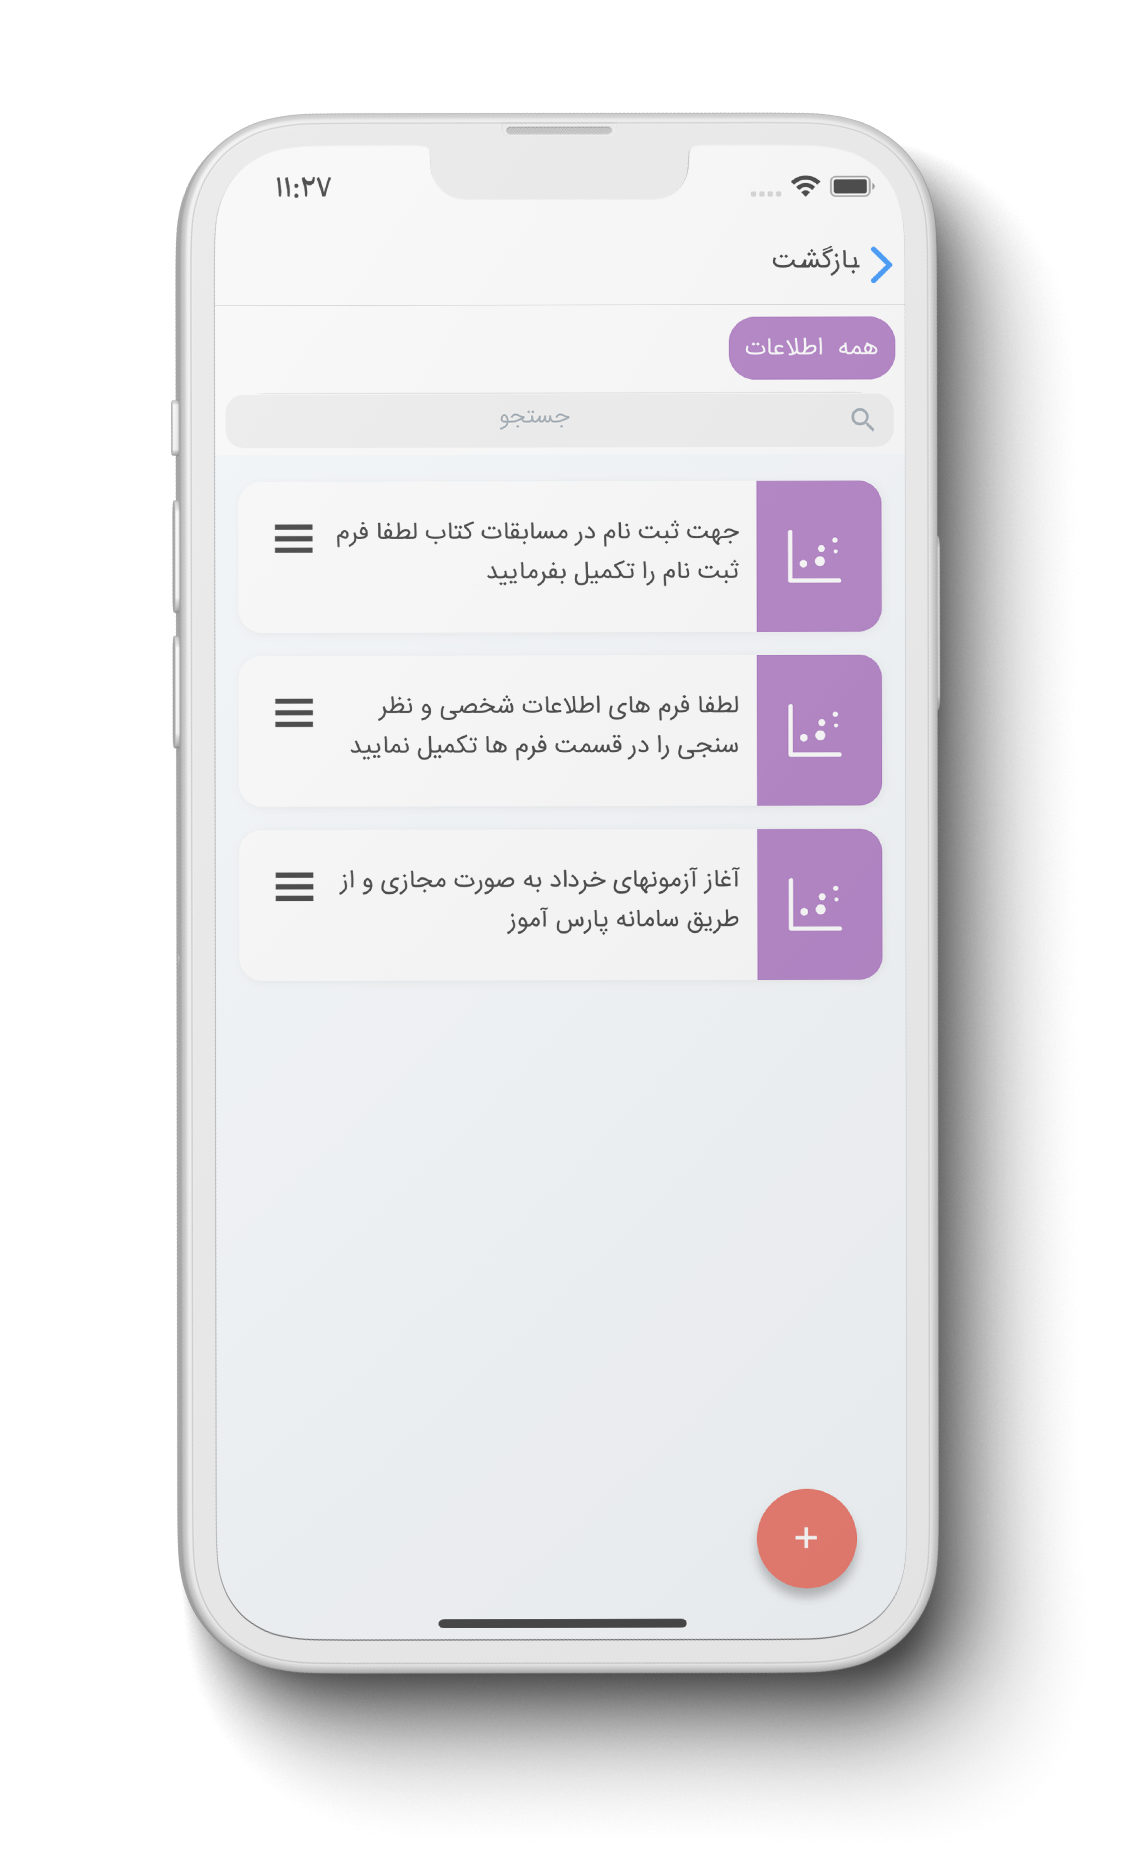 ۱۱:۲۷
بازگشت
همه اطلاعات
جستجو
جهت ثبت نام در مسابقات کتاب لطفا فرم
ثبت نام را تکمیل بفرمایید
لطفا فرم های اطلاعات شخصی و نظر
سنجی را در قسمت فرم ها تکمیل نمایید
آغاز آزمونهای خرداد به صورت مجازی و از
طریق سامانه پارس آموز
+